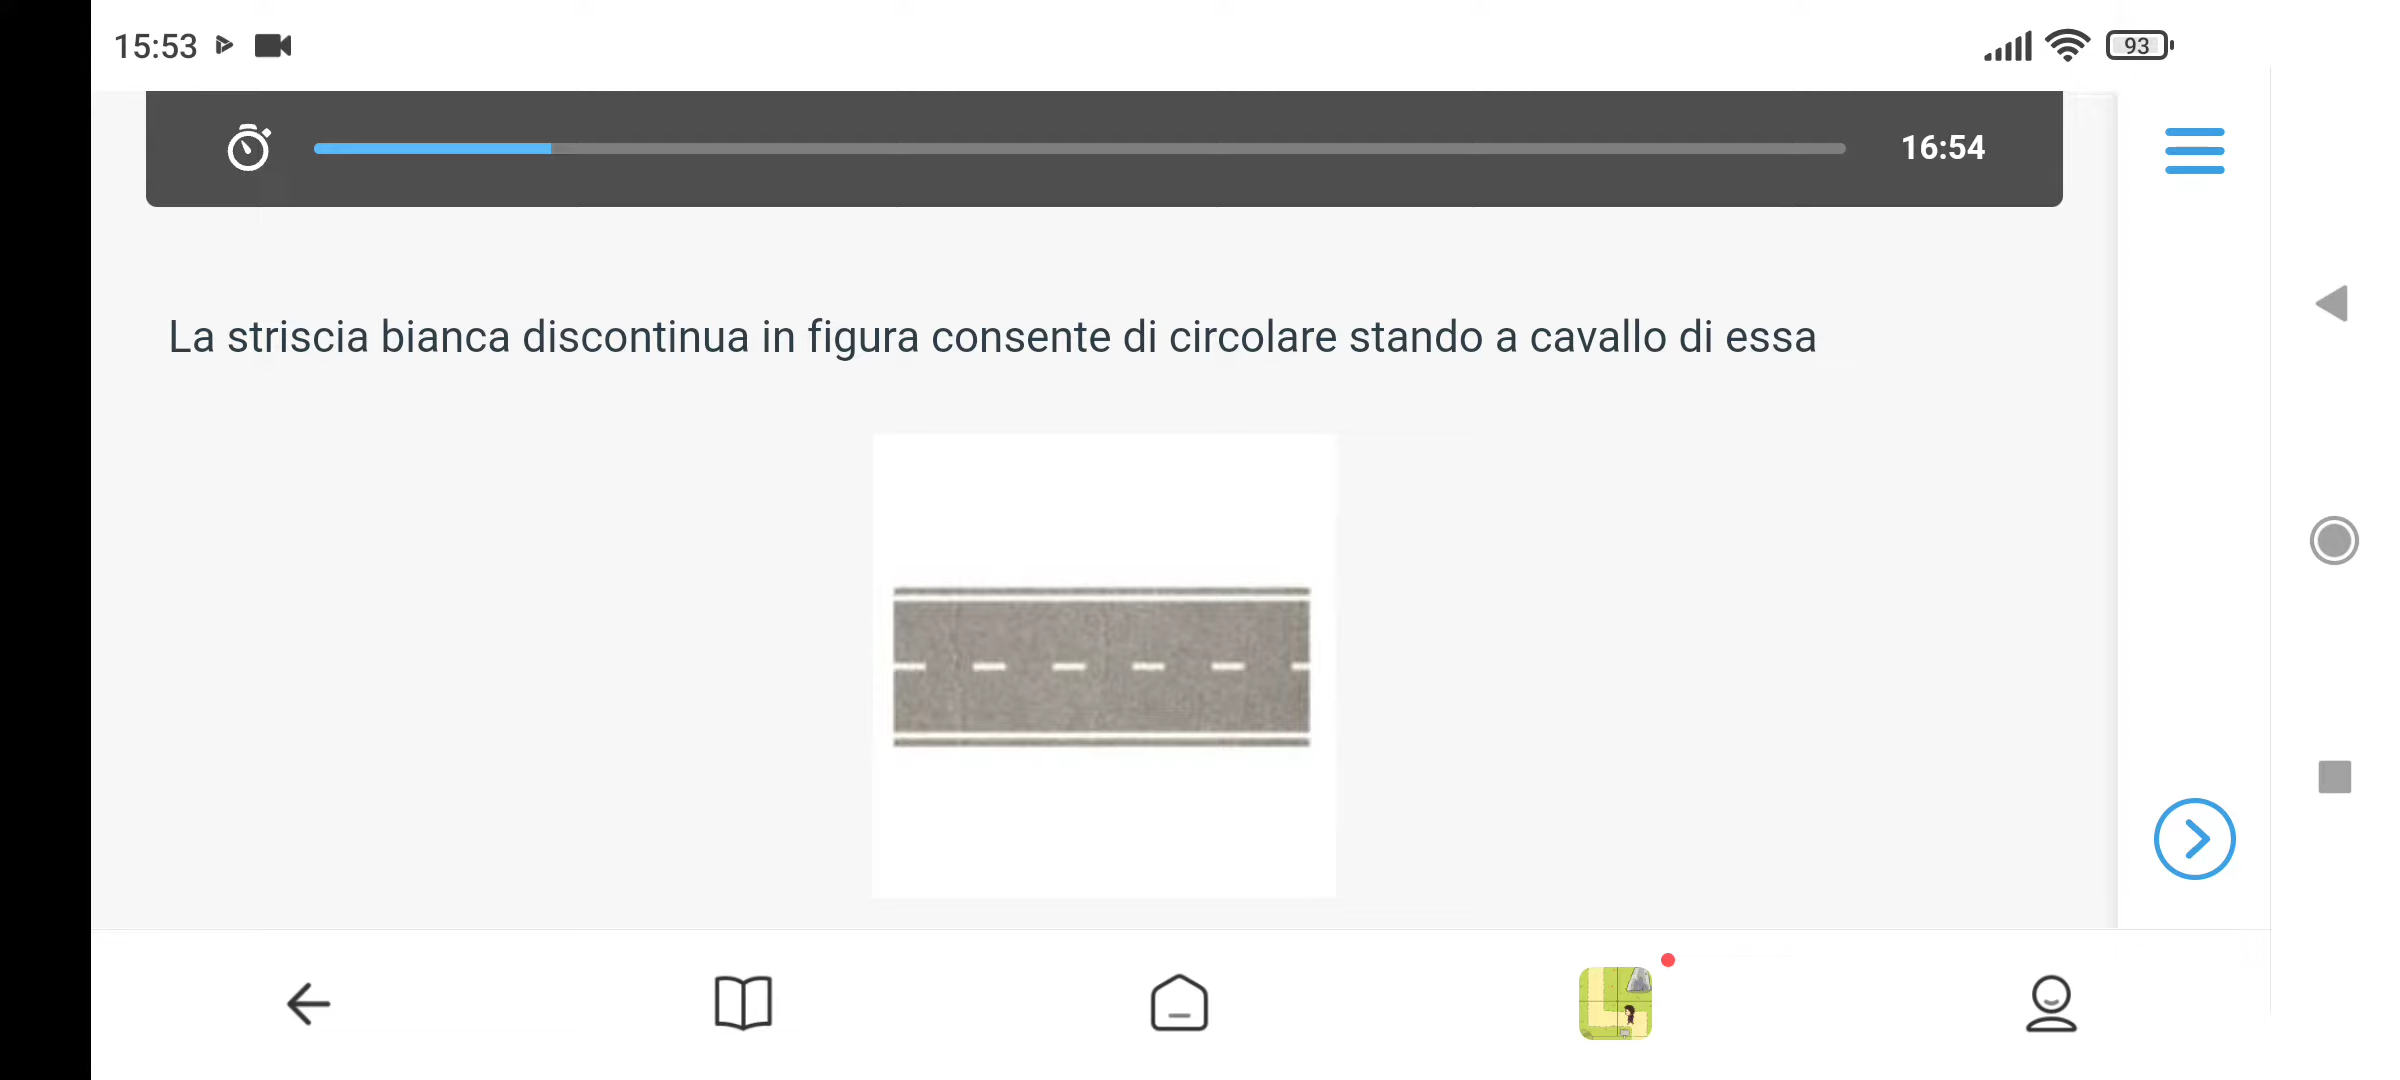 15:53
93
16:54
La striscia bianca discontinua in figura consente di circolare stando a cavallo di essa